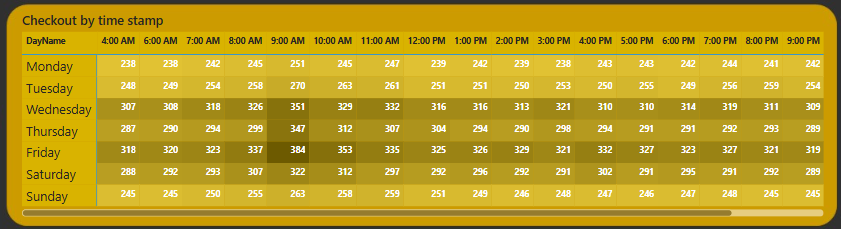 Checkout by time stamp
DayName 4:00 AM 6:00 AM 7:00 AM 8:00 AM 9:00 AM 10:00 AM 11:00 AM 12:00 PM 1:00 PM 2:00 PM 3:00 PM 4:00 PM 5:00 PM 6:00 PM 7:00 PM 8:00 PM 9:00 PM
Monday 238 238 242 245 251 245 247 239 242 239 238 243 243 242 244 241 242
Tuesday 248 249 254 258 270 263 261 251 251 250 253 250 255 249 256 259 254
Wednesday 307 308 318 326 351 329 332 316 316 313 321 310 310 314 319 311 309
Thursday 287 290 294 299 347 312 307 304 294 290 298 294 291 291 292 293 289
Friday 318 320 323 337 384 353 335 325 326 329 321 332 327 323 327 321 319
Saturday 288 292 293 307 322 312 297 292 296 292 291 302 291 295 291 292 289
Sunday 245 245 250 255 263 258 259 251 249 246 248 247 246 247 248 245 245